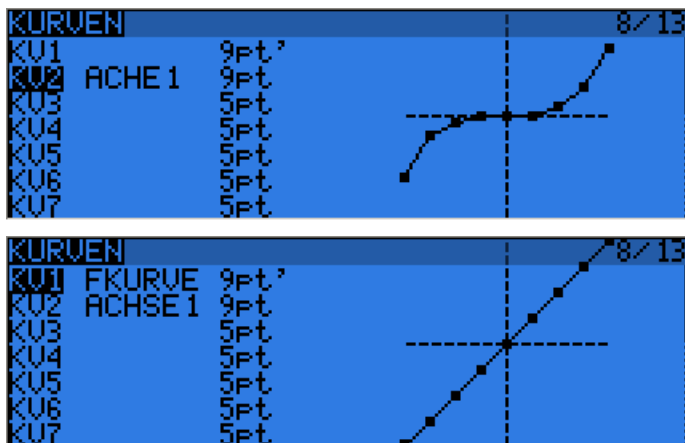 KURVEN 8/13
KV1 9pt'
KV2 ACHE1 9pt
KV3 5pt
KV4 5pt
KV5 5pt
KV6 5pt
KV7 5pt
KURVEN 8/13
KV1 FKURVE 9pt'
KV2 ACHSE1 9pt
KV3 5pt
KV4 5pt
KV5 5pt
KV6 5pt
KV7 5pt